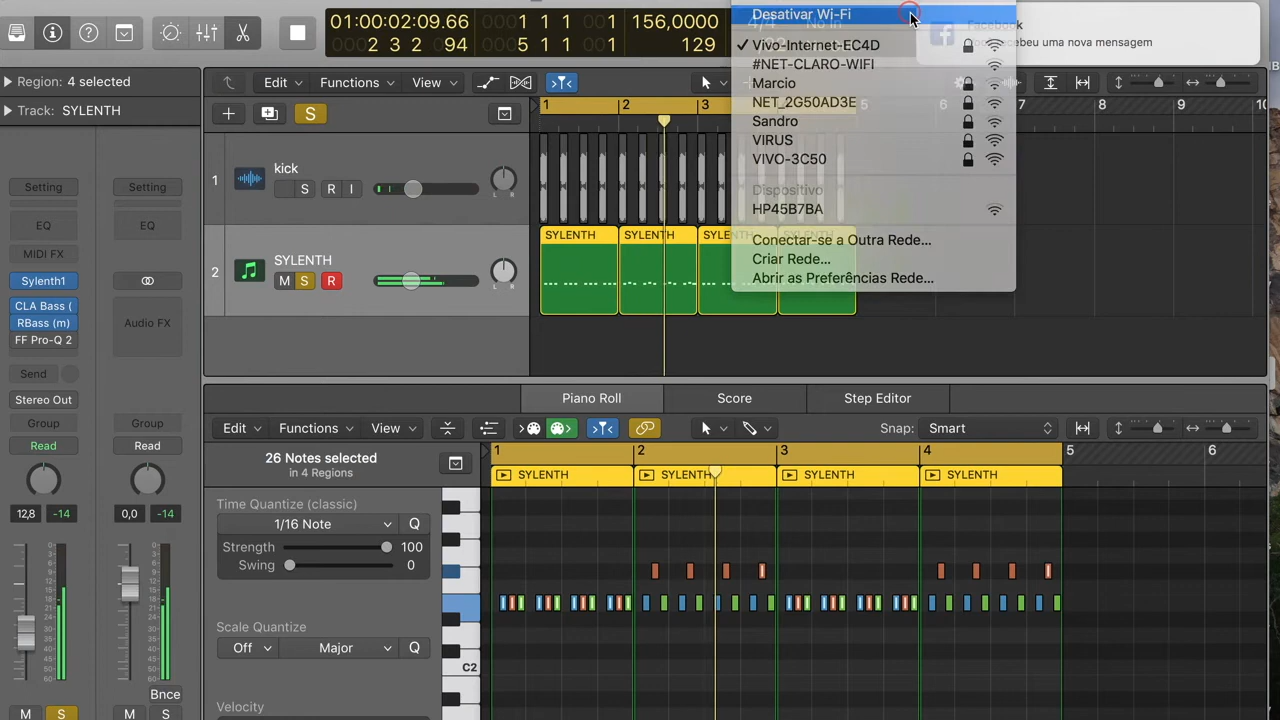 Desativar Wi-Fi
Facebook
cebeu uma nova mensagem
Vivo-Internet-EC4D
#NET-CLARO-WIFI
Marcio
NET_2G50AD3E
Sandro
VIRUS
VIVO-3C50
Dispositivo
HP45B7BA
Conectar-se a Outra Rede...
Criar Rede...
Abrir as Preferências Rede...
01:00:02:09.66
2 3 2 94
5 1 1
5 1 1 1
156,0000
129
Region: 4 selected
Track: SYLENTH
Edit
Functions
View
1 2 3 5 6 7 8 9 10
S
1
kick
S R I
L R
2
SYLENTH
M S R
L R
SYLENTH SYLENTH SYLENTH SYLENTH
Setting Setting
EQ EQ
MIDI FX
Sylenth1
CLA Bass (
RBass (m)
FF Pro-Q 2
Audio FX
Send
Stereo Out
Group Group
Read Read
12,8 -14 0,0 -14
Bnce
M S M S
Piano Roll Score Step Editor
Edit Functions View
Snap: Smart
26 Notes selected
in 4 Regions
1 2 3 4 5 6
SYLENTH SYLENTH SYLENTH SYLENTH
Time Quantize (classic)
1/16 Note Q
Strength 100
Swing 0
Scale Quantize
Off Major Q
C2
Velocity